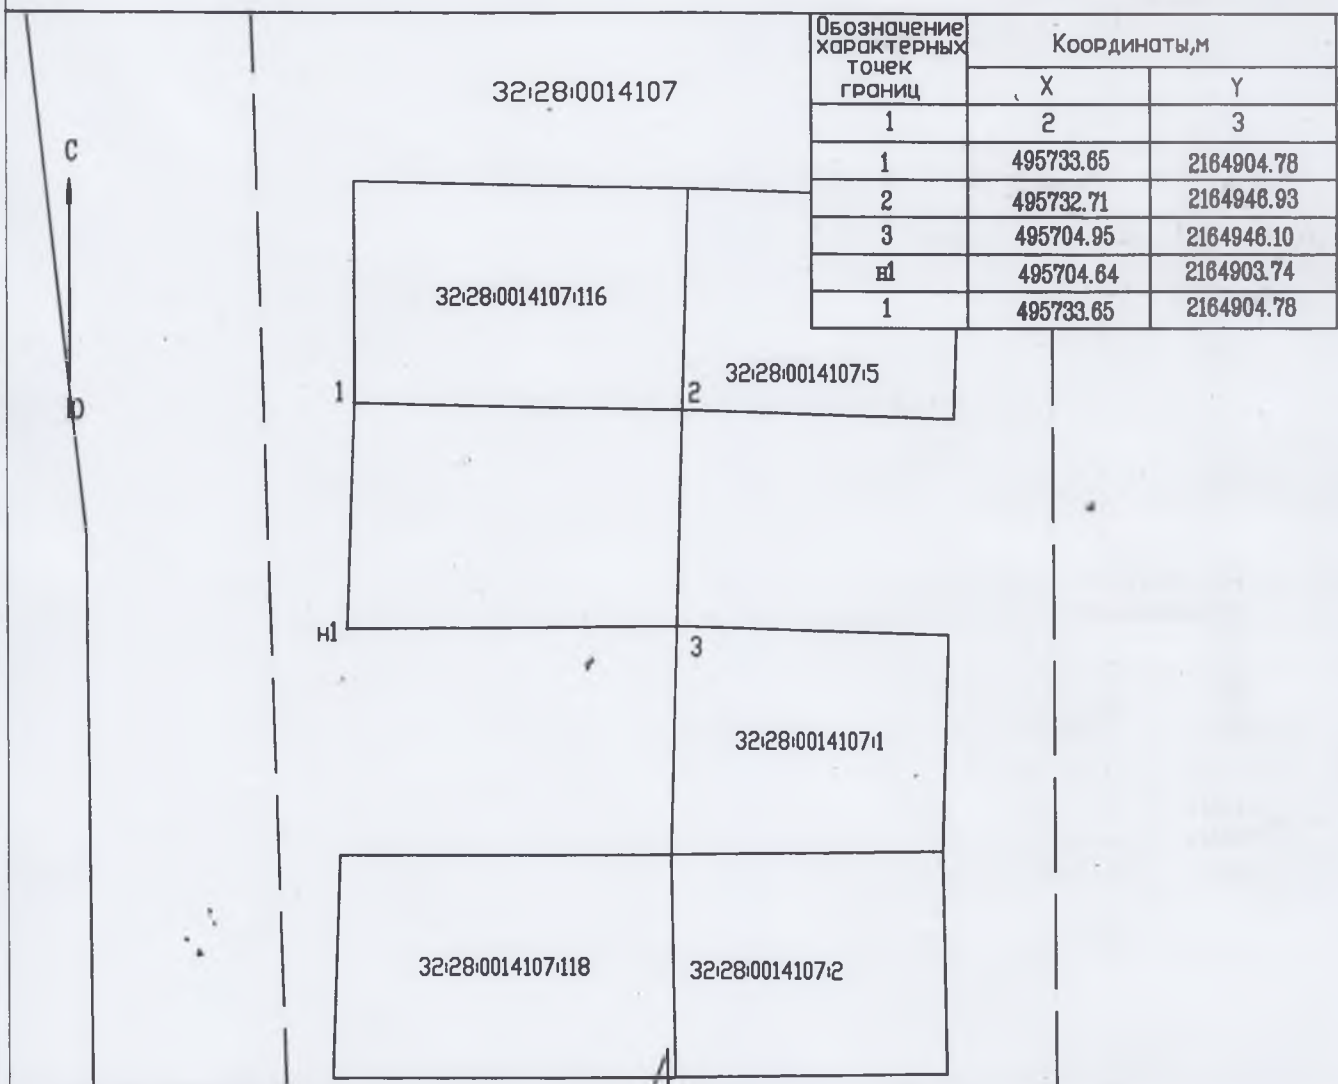 Обозначение
характерных
точек
границ
Координаты,м
X
Y
1
2
3
1
495733.65
2164904.78
2
495732.71
2164946.93
3
495704.95
2164946.10
н1
495704.64
2164903.74
1
495733.65
2164904.78
32:28:0014107
С
32:28:0014107:116
32:28:0014107:5
1
2
Ю
н1
3
32:28:0014107:1
32:28:0014107:118
32:28:0014107:2